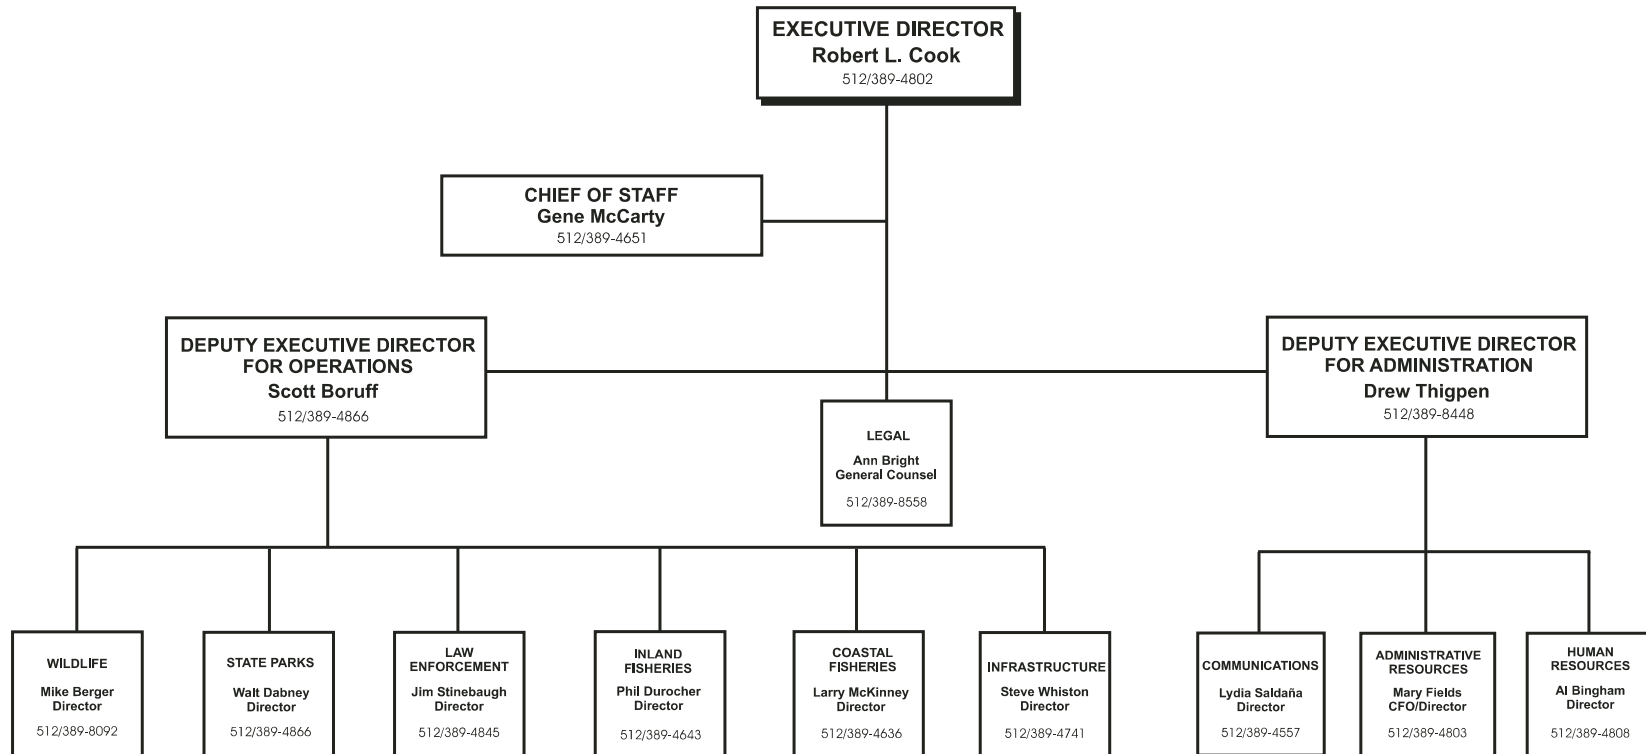 EXECUTIVE DIRECTOR
Robert L. Cook
512/389-4802
CHIEF OF STAFF
Gene McCarty
512/389-4651
DEPUTY EXECUTIVE DIRECTOR
FOR OPERATIONS
Scott Boruff
512/389-4866
DEPUTY EXECUTIVE DIRECTOR
FOR ADMINISTRATION
Drew Thigpen
512/389-8448
LEGAL
Ann Bright
General Counsel
512/389-8558
WILDLIFE
Mike Berger
Director
512/389-8092
STATE PARKS
Walt Dabney
Director
512/389-4866
LAW
ENFORCEMENT
Jim Stinebaugh
Director
512/389-4845
INLAND
FISHERIES
Phil Durocher
Director
512/389-4643
COASTAL
FISHERIES
Larry McKinney
Director
512/389-4636
INFRASTRUCTURE
Steve Whiston
Director
512/389-4741
COMMUNICATIONS
Lydia Saldaña
Director
512/389-4557
ADMINISTRATIVE
RESOURCES
Mary Fields
CFO/Director
512/389-4803
HUMAN
RESOURCES
Al Bingham
Director
512/389-4808